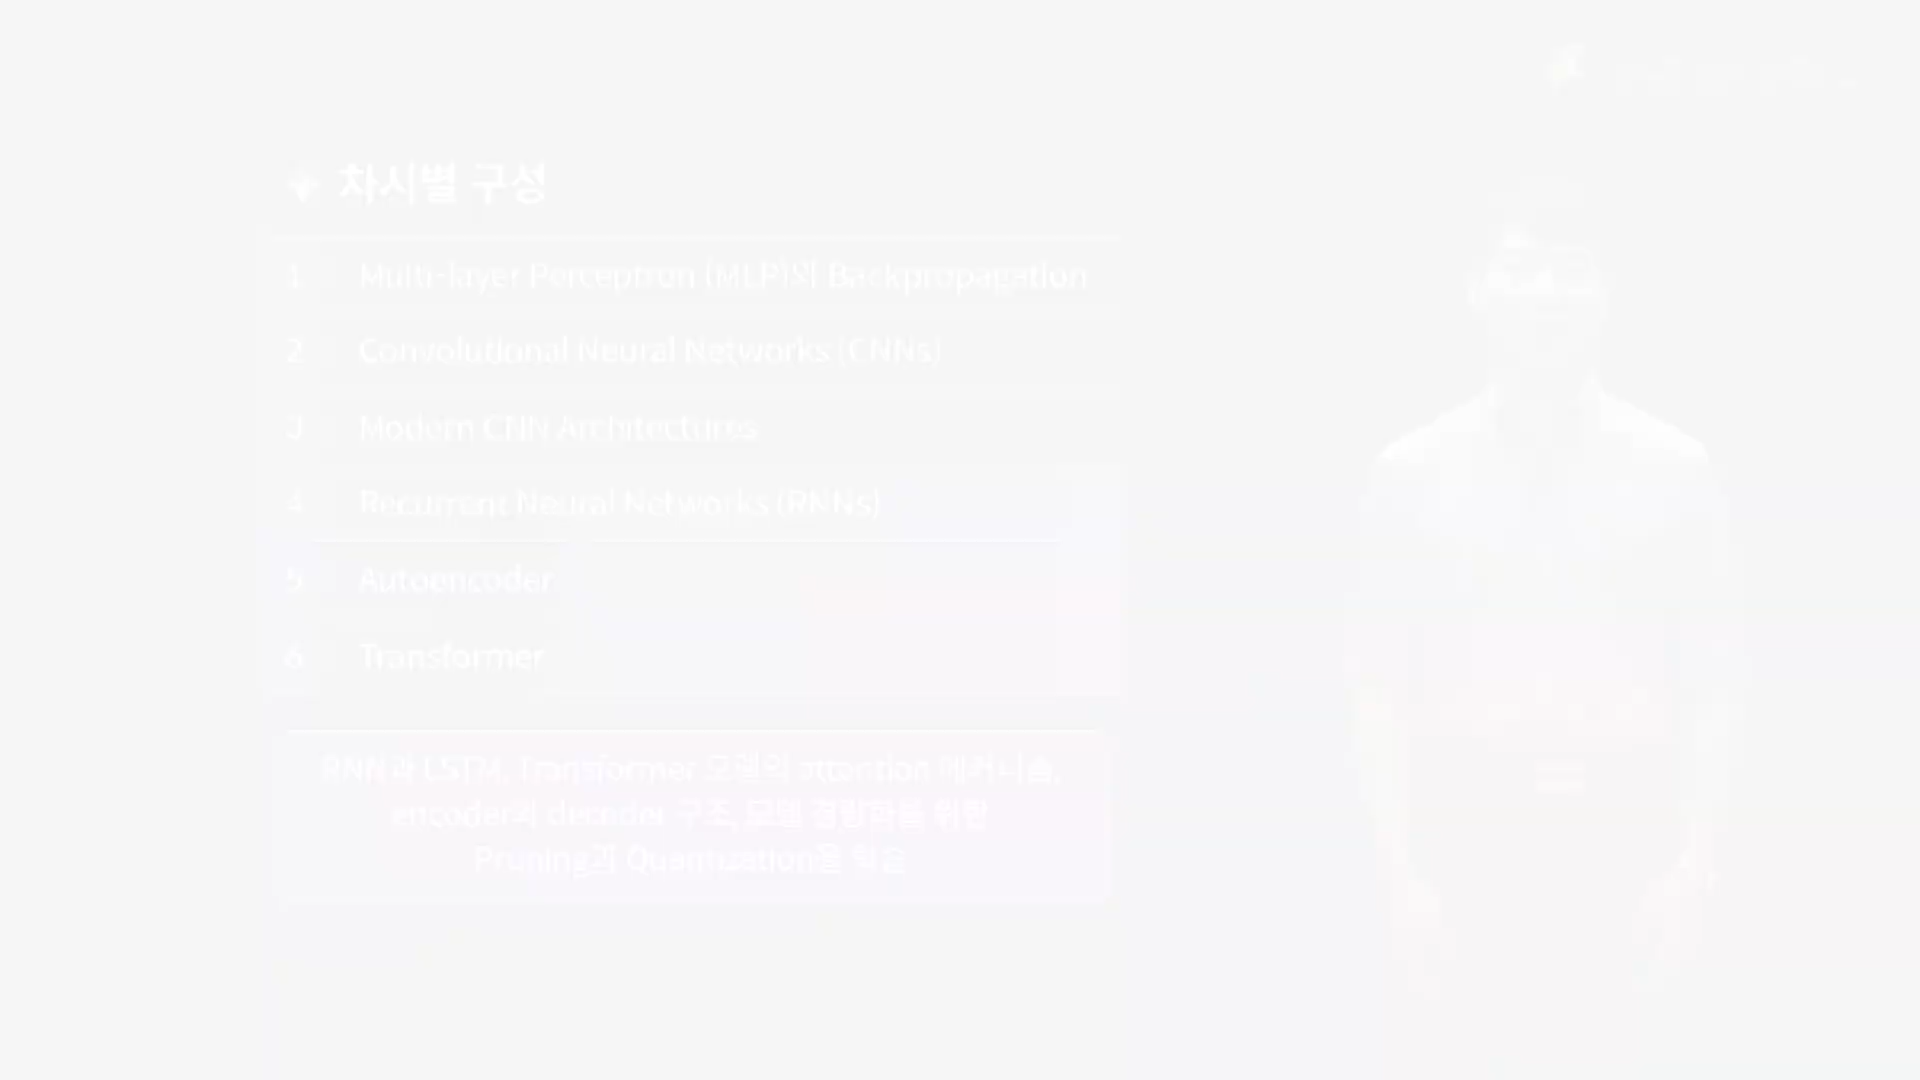 차시별 구성
1 Multi-layer Perceptron (MLP)의 Backpropagation
2 Convolutional Neural Networks (CNNs)
3 Modern CNN Architectures
4 Recurrent Neural Networks (RNNs)
5 Autoencoder
6 Transformer
RNN과 LSTM, Transformer 모델의 attention 메커니즘,
encoder와 decoder 구조, 모델 경량화를 위한
Pruning과 Quantization을 학습